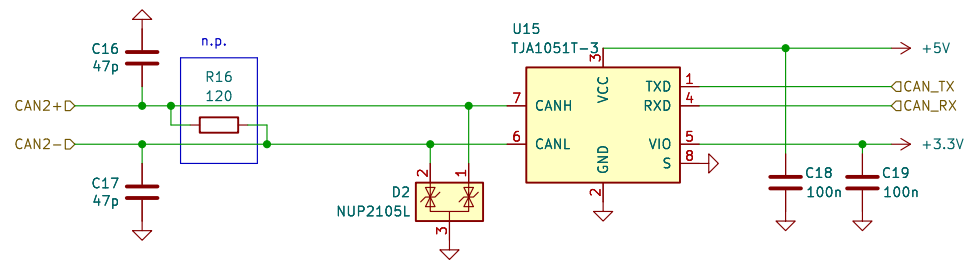 U15
TJA1051T-3
n.p.
C16
47p
R16
120
+5V
3
VCC
1
TXD
CAN_TX
CAN2+
7
CANH
RXD
4
CAN_RX
CAN2-
6
CANL
VIO
5
+3.3V
GND
S
8
2
C17
47p
2
1
D2
NUP2105L
3
C18
100n
C19
100n